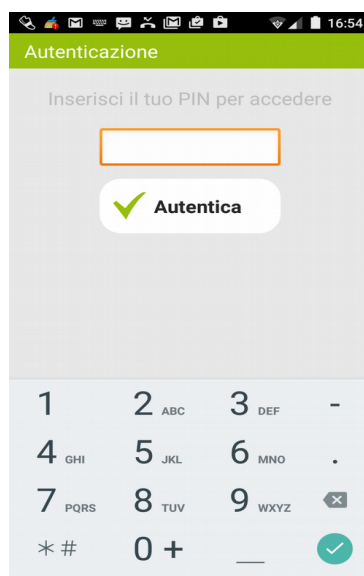 16:54
Autenticazione
Inserisci il tuo PIN per accedere
Autentica
1 2 ABC 3 DEF -
4 GHI 5 JKL 6 MNO .
7 PQRS 8 TUV 9 WXYZ
*# 0 + _